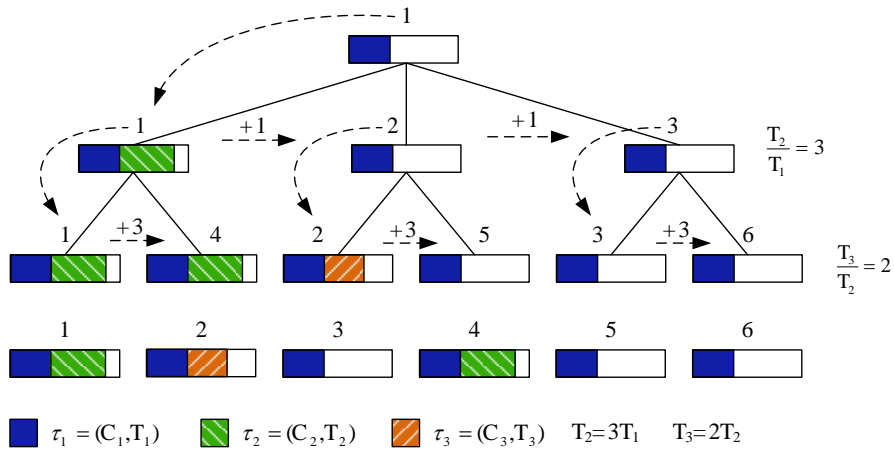 1
1 +1 2 +1 3
T₂/T₁ = 3
1 +3 4 2 +3 5 3 +3 6
T₃/T₂ = 2
1 2 3 4 5 6
τ₁ = (C₁,T₁) τ₂ = (C₂,T₂) τ₃ = (C₃,T₃) T₂=3T₁ T₃=2T₂